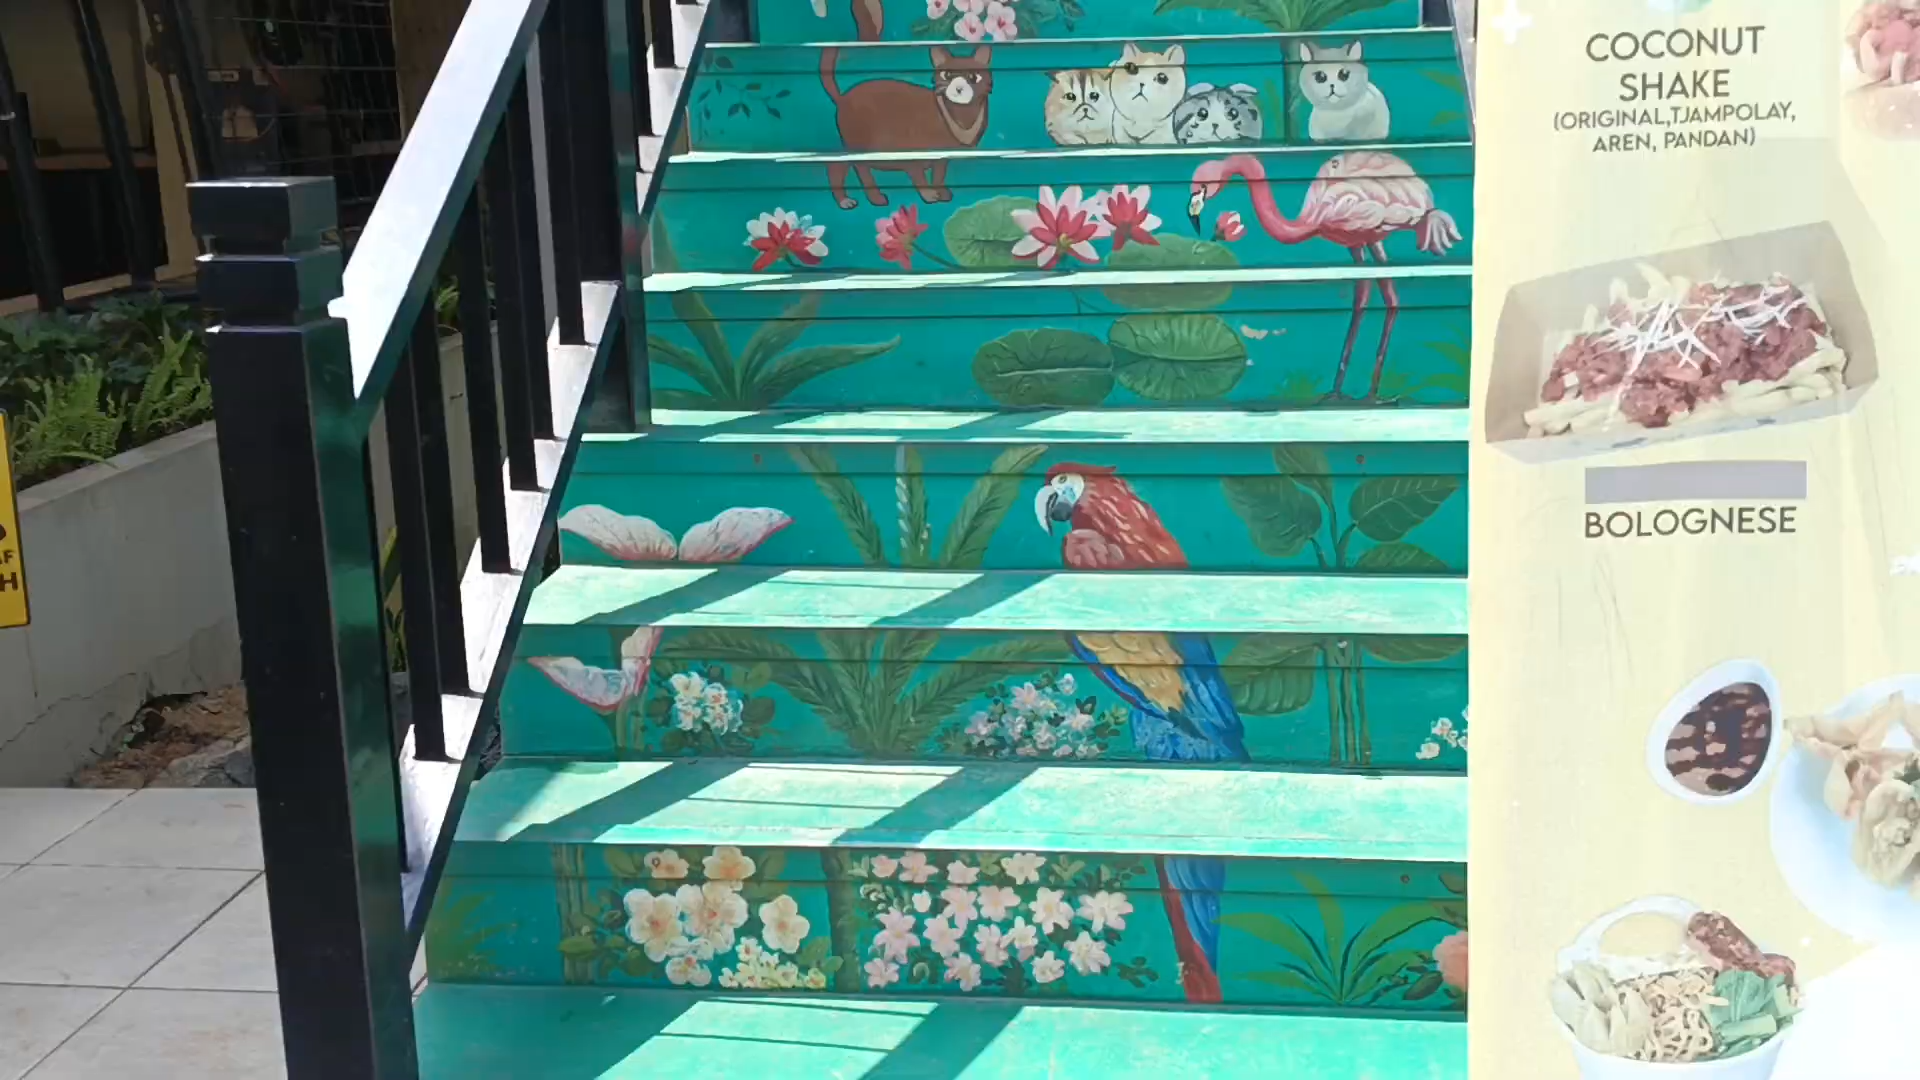 COCONUT
SHAKE
(ORIGINAL,TJAMPOLAY,
AREN, PANDAN)
BOLOGNESE